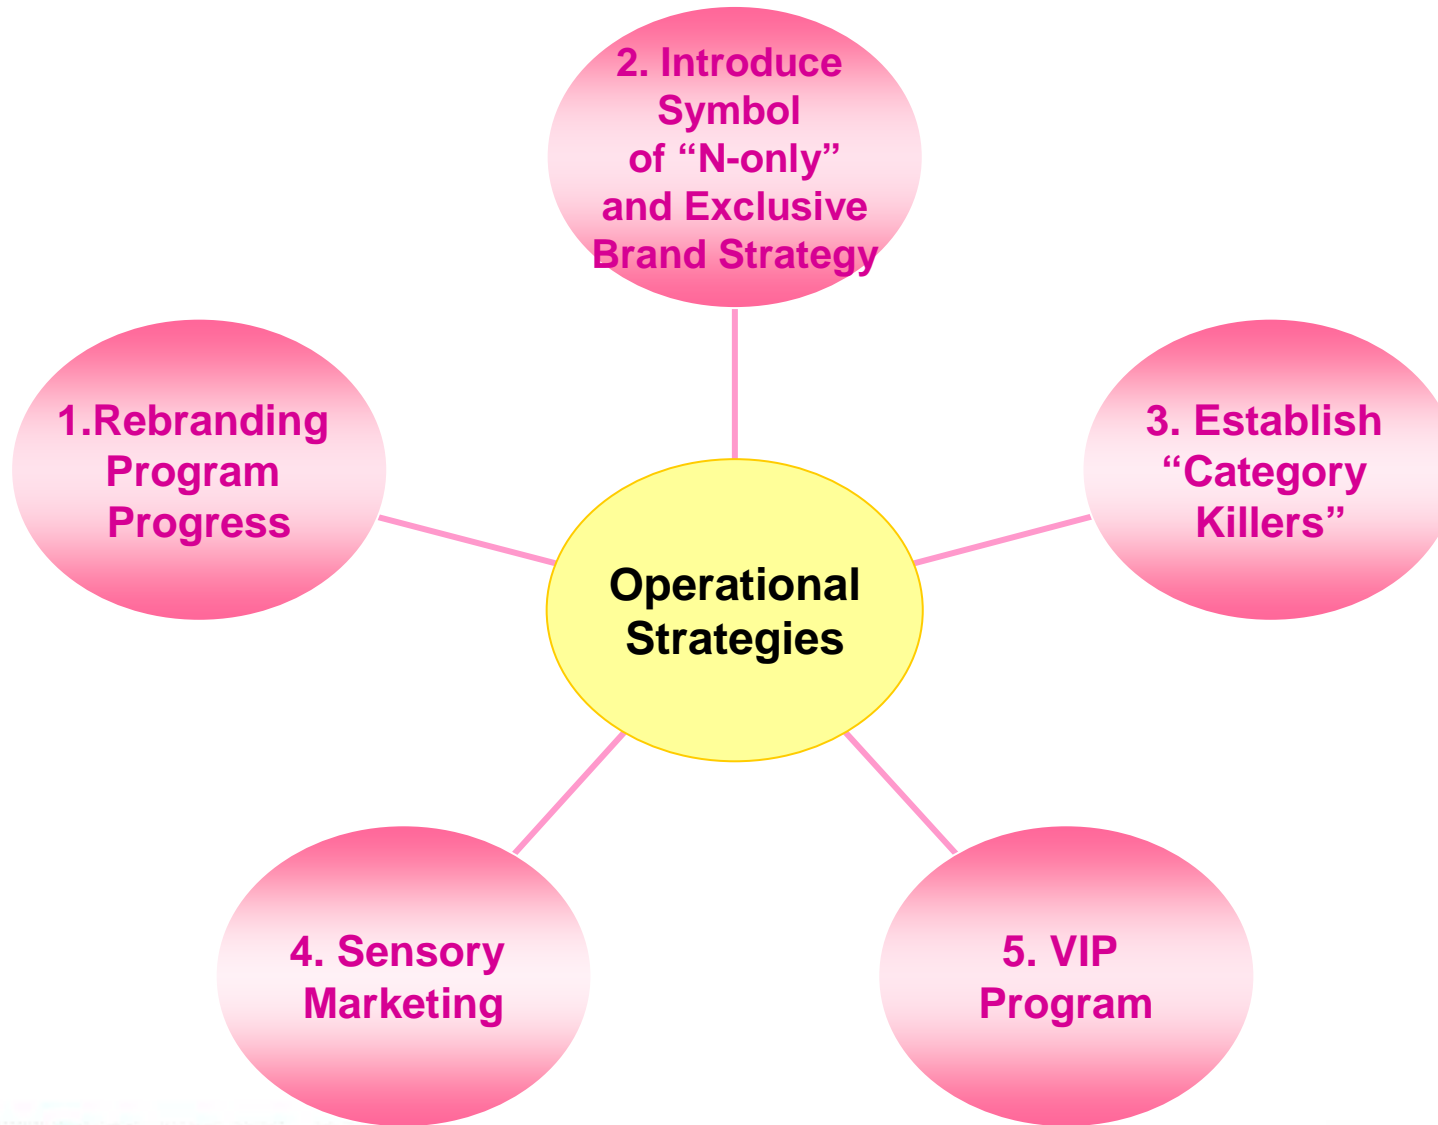 1.Rebranding
Program
Progress
2. Introduce
Symbol
of “N-only”
and Exclusive
Brand Strategy
3. Establish
“Category
Killers”
4. Sensory
Marketing
5. VIP
Program
Operational
Strategies